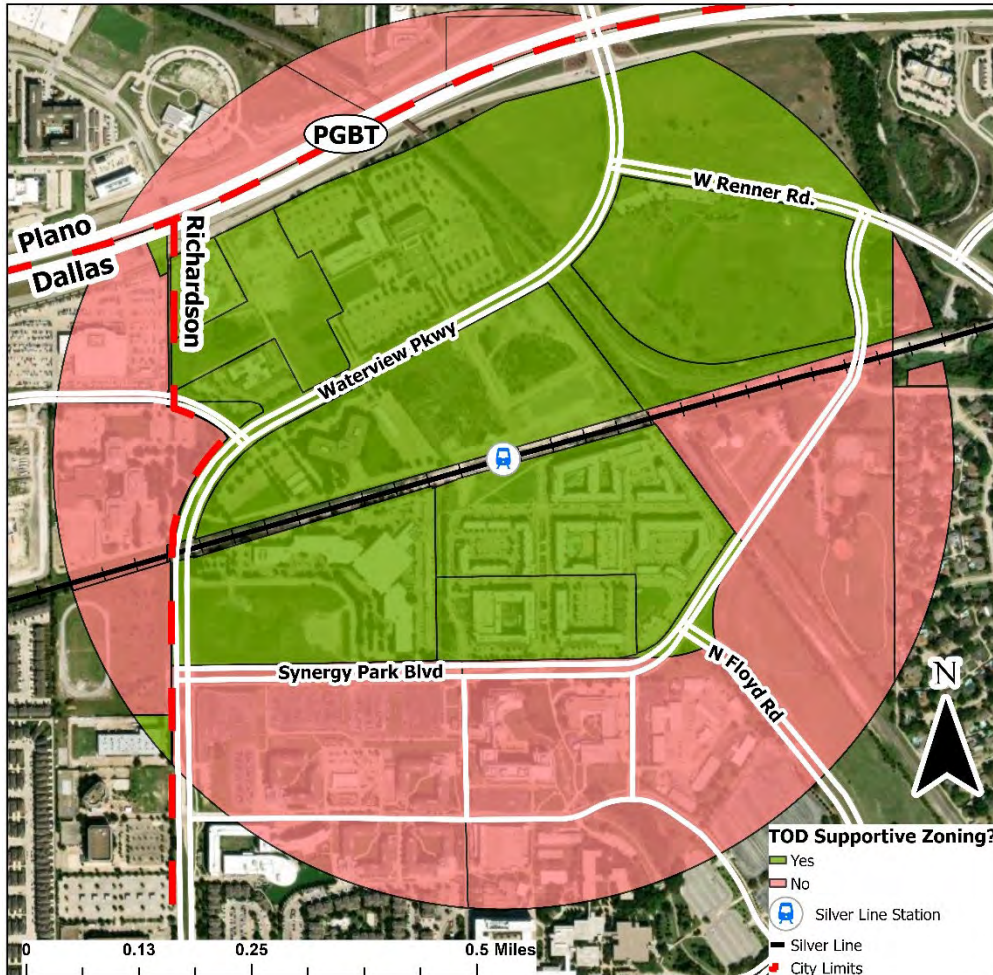 PGBT
W Renner Rd.
Plano
Dallas
Richardson
Waterview Pkwy
Synergy Park Blvd
N Floyd Rd
N
TOD Supportive Zoning?
Yes
No
Silver Line Station
Silver Line
City Limits
0 0.13 0.25 0.5 Miles